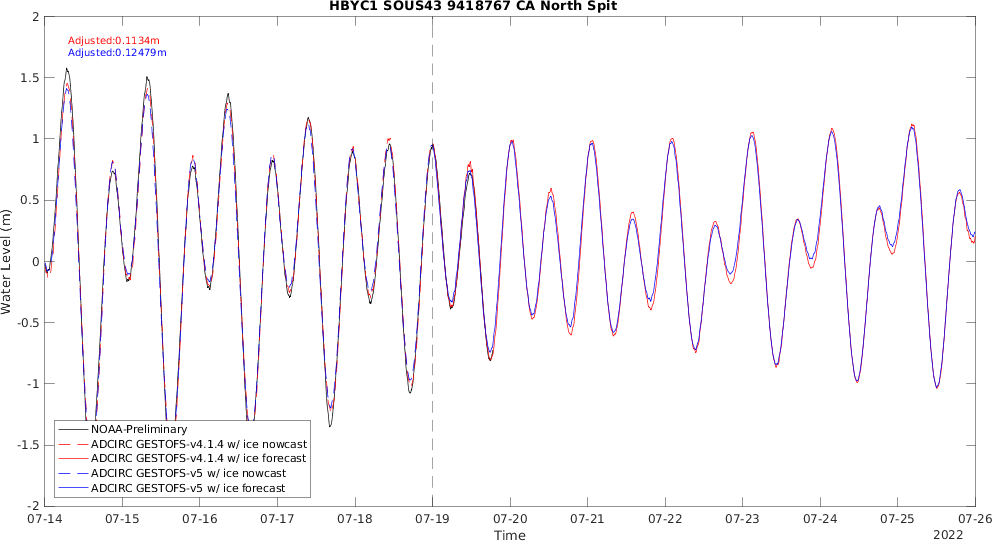 HBYC1 SOUS43 9418767 CA North Spit
Adjusted:0.1134m
Adjusted:0.12479m
2
1.5
1
0.5
0
-0.5
-1
-1.5
-2
Water Level (m)
NOAA-Preliminary
ADCIRC GESTOFS-v4.1.4 w/ ice nowcast
ADCIRC GESTOFS-v4.1.4 w/ ice forecast
ADCIRC GESTOFS-v5 w/ ice nowcast
ADCIRC GESTOFS-v5 w/ ice forecast
07-14 07-15 07-16 07-17 07-18 07-19 07-20 07-21 07-22 07-23 07-24 07-25 07-26
Time
2022